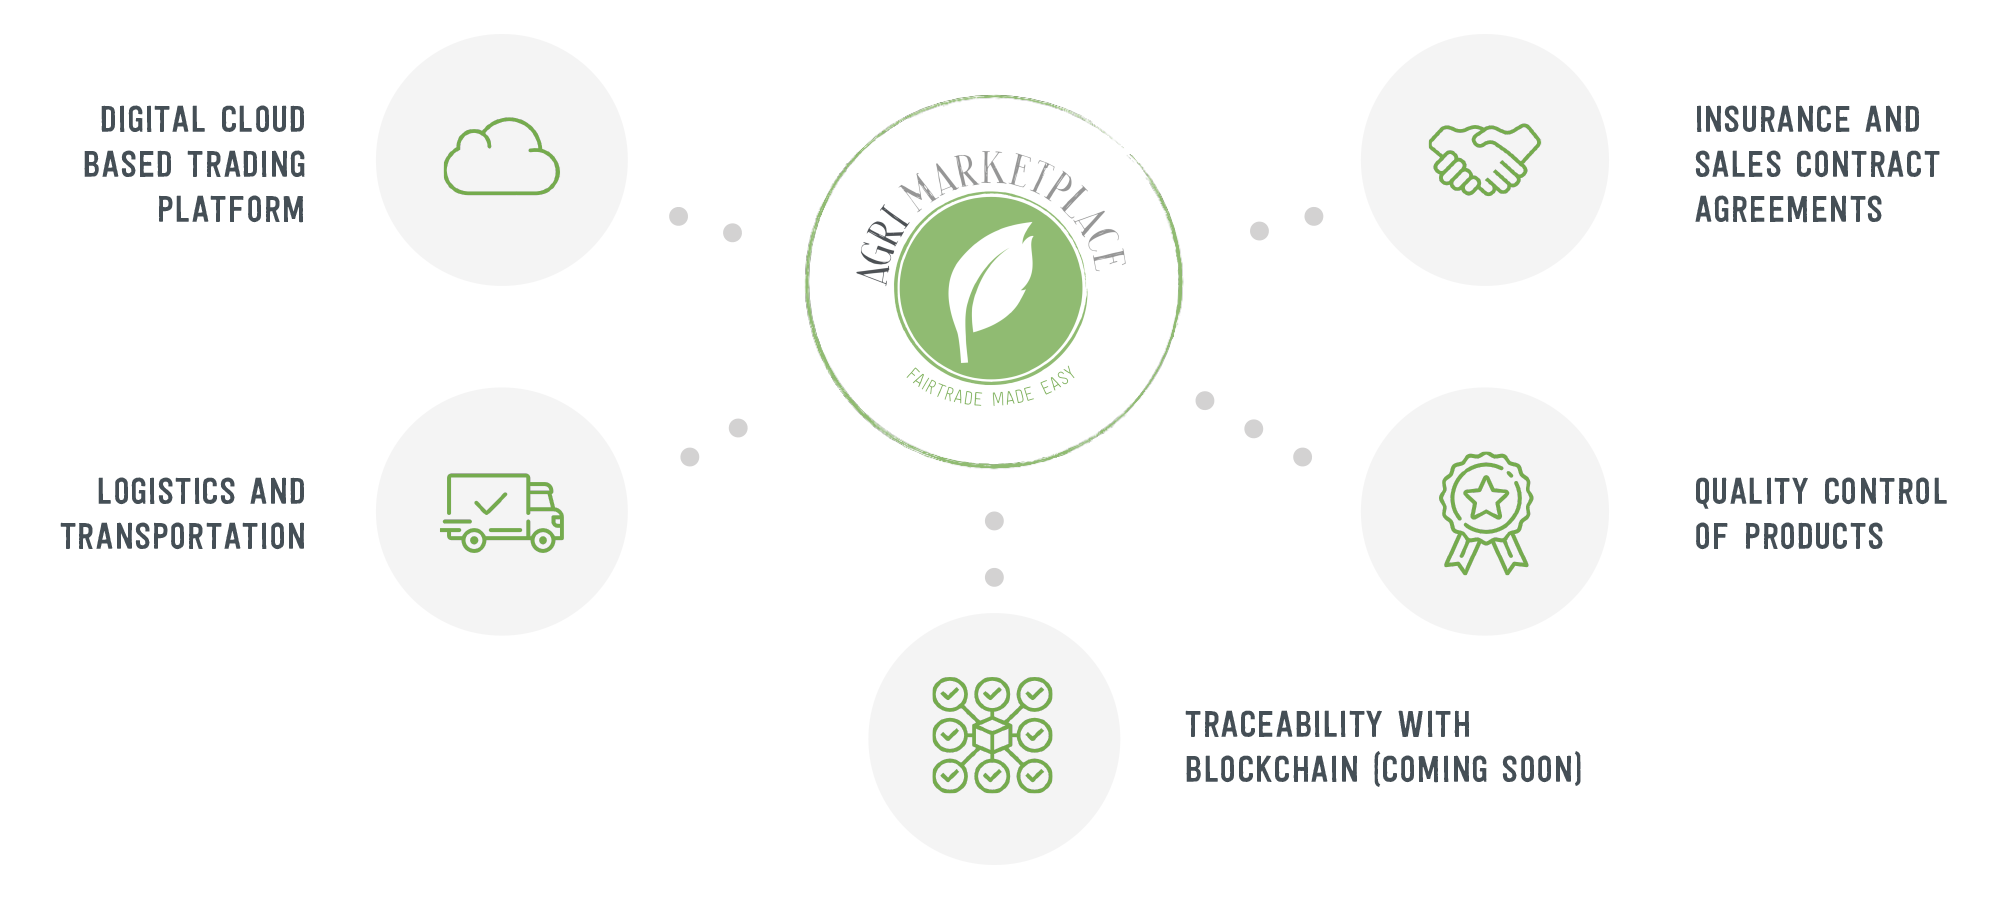 DIGITAL CLOUD
BASED TRADING
PLATFORM
AGRI MARKETPLACE
FAIRTRADE MADE EASY
INSURANCE AND
SALES CONTRACT
AGREEMENTS
LOGISTICS AND
TRANSPORTATION
QUALITY CONTROL
OF PRODUCTS
TRACEABILITY WITH
BLOCKCHAIN (COMING SOON)